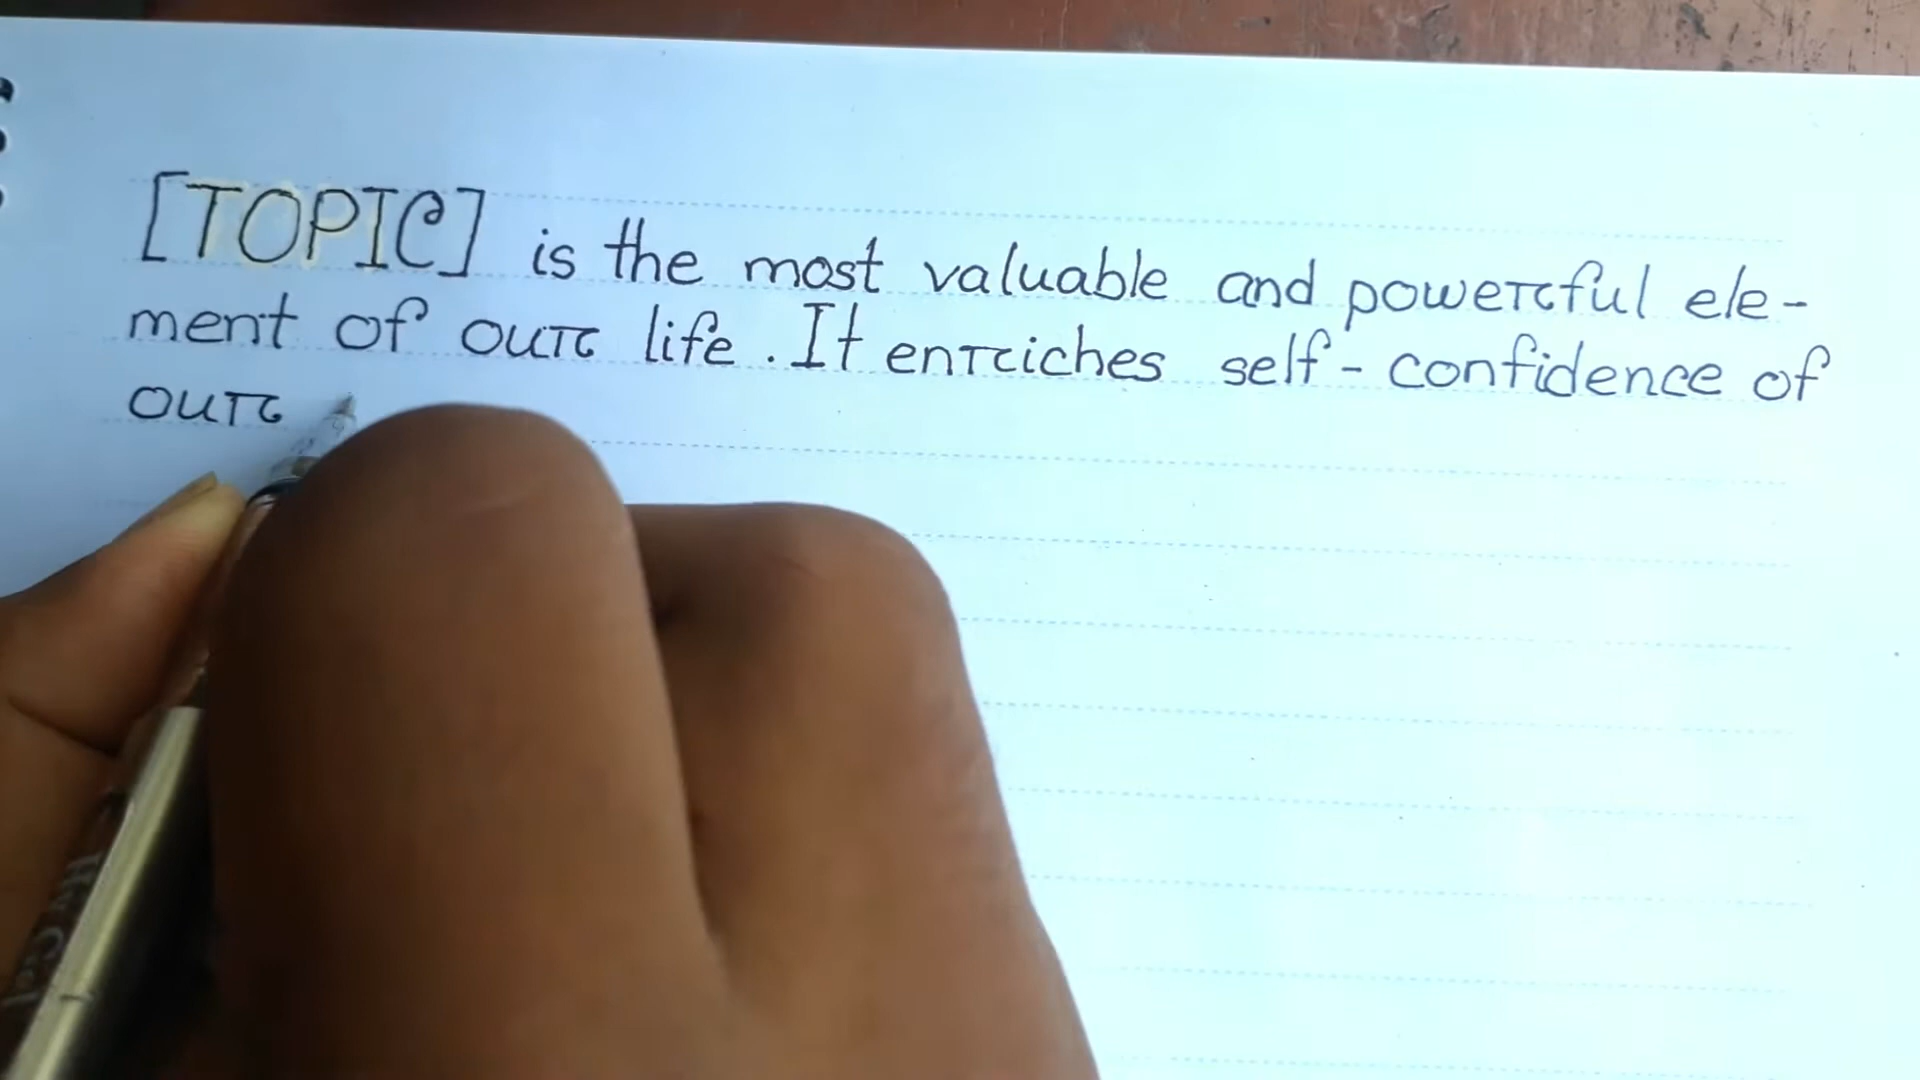 [TOPIC] is the most valuable and powerful ele-
ment of our life. It enriches self-confidence of
our